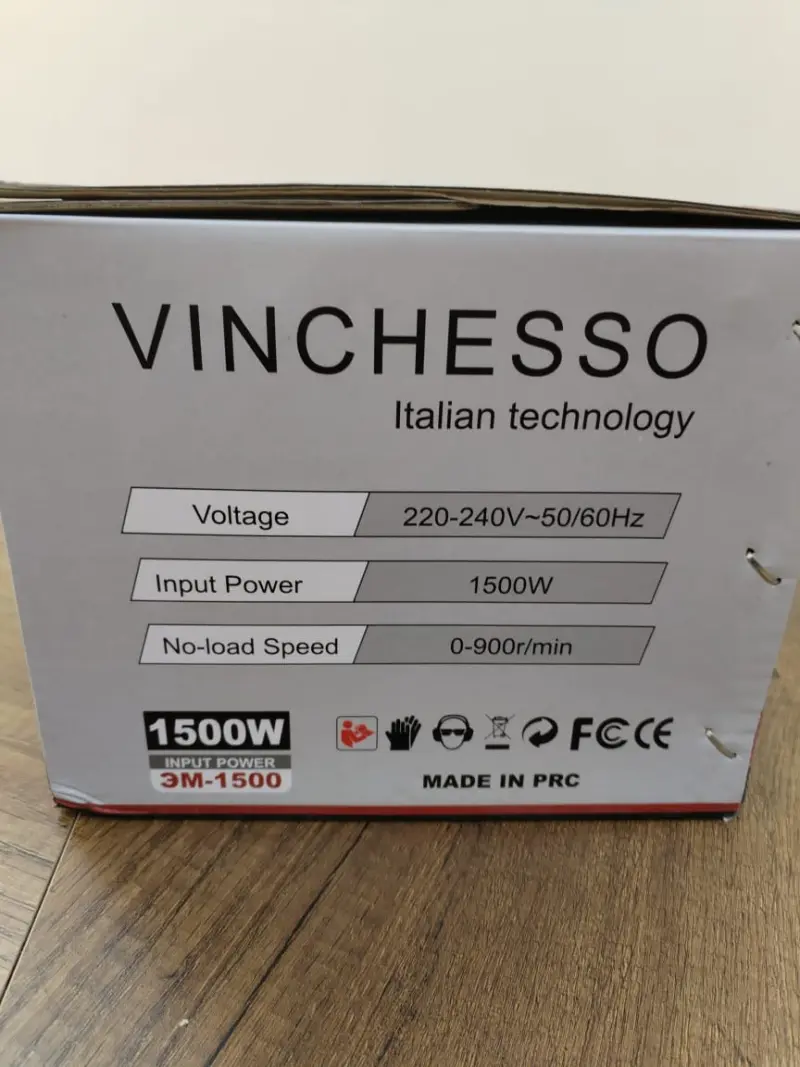 VINCHESSO
Italian technology
Voltage 220-240V~50/60Hz
Input Power 1500W
No-load Speed 0-900r/min
1500W
INPUT POWER
ЭМ-1500
FC CE
MADE IN PRC